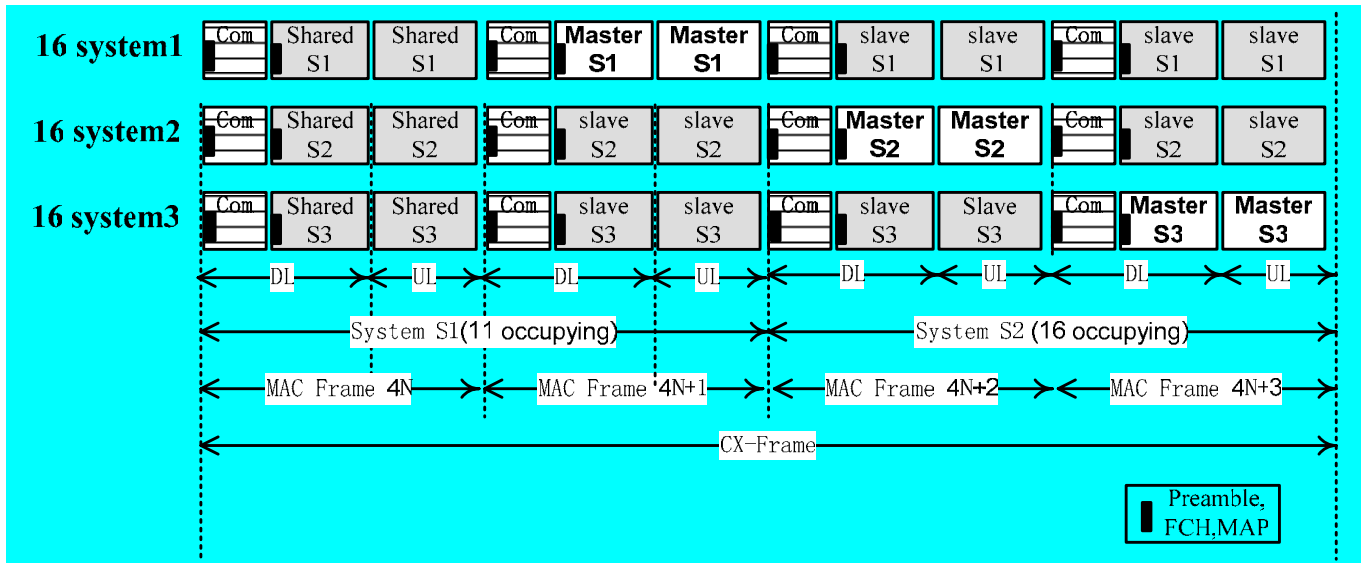 16 system1
Com Shared Shared Com Master Master Com slave slave Com slave slave
S1 S1 S1 S1 S1 S1 S1 S1
16 system2
Com Shared Shared Com slave slave Com Master Master Com slave slave
S2 S2 S2 S2 S2 S2 S2 S2
16 system3
Com Shared Shared Com slave slave Com slave Slave Com Master Master
S3 S3 S3 S3 S3 S3 S3 S3
DL UL DL UL DL UL DL UL
System S1(11 occupying) System S2 (16 occupying)
MAC Frame 4N MAC Frame 4N+1 MAC Frame 4N+2 MAC Frame 4N+3
CX-Frame
Preamble,
FCH,MAP